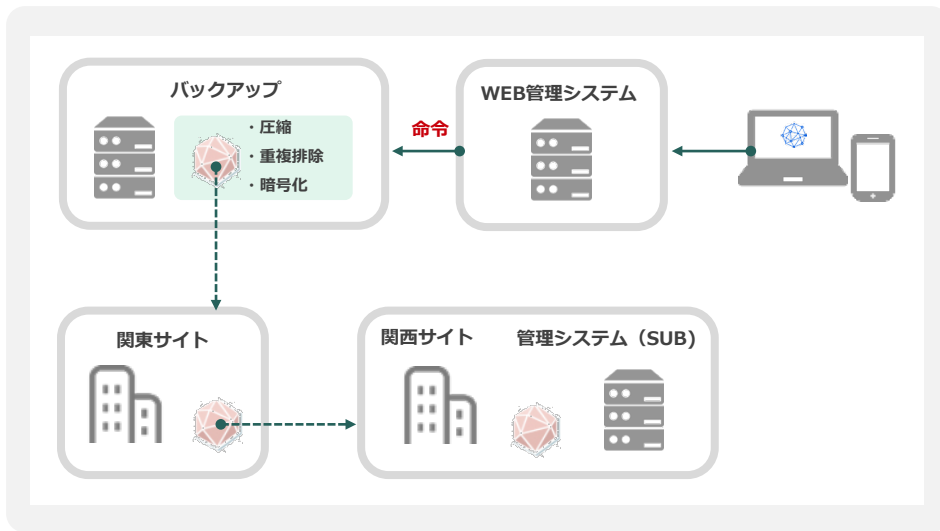 バックアップ
・圧縮
・重複排除
・暗号化
命令
WEB管理システム
関東サイト
関西サイト
管理システム（SUB)